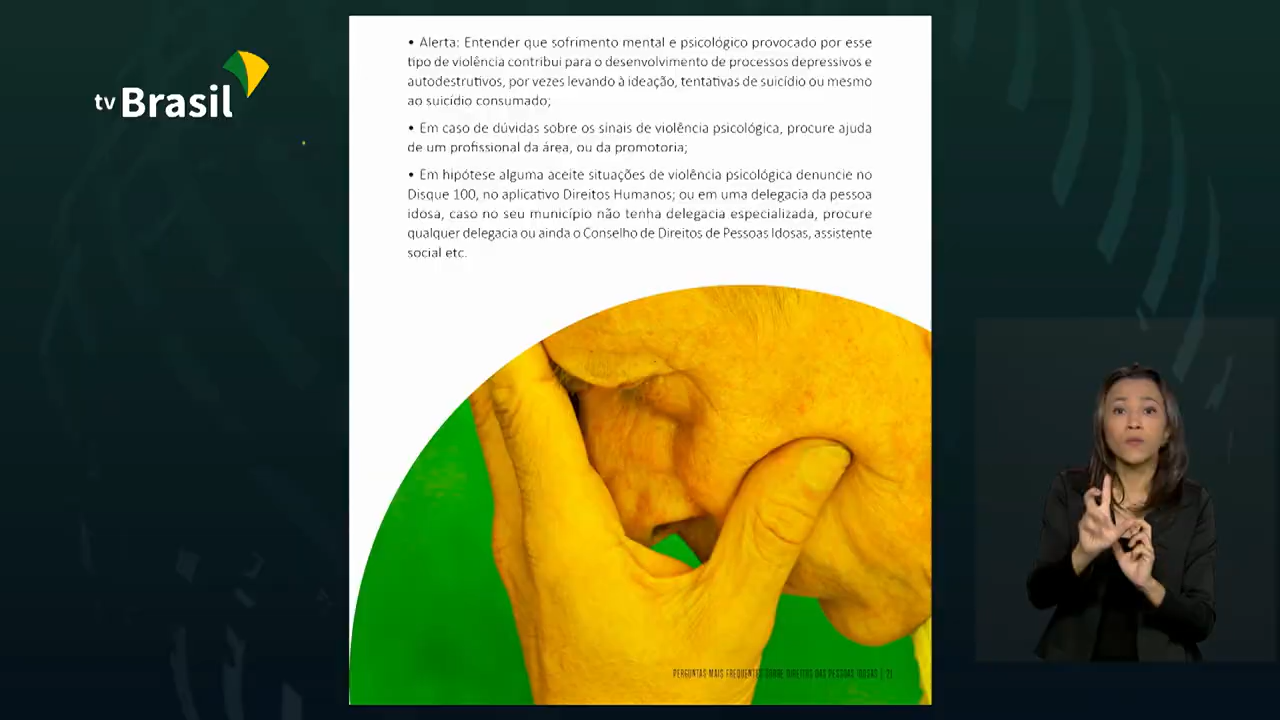 tv Brasil
• Alerta: Entender que sofrimento mental e psicológico provocado por esse
tipo de violência contribui para o desenvolvimento de processos depressivos e
autodestrutivos, por vezes levando à ideação, tentativas de suicídio ou mesmo
ao suicídio consumado;
• Em caso de dúvidas sobre os sinais de violência psicológica, procure ajuda
de um profissional da área, ou da promotoria;
• Em hipótese alguma aceite situações de violência psicológica denuncie no
Disque 100, no aplicativo Direitos Humanos; ou em uma delegacia da pessoa
idosa, caso no seu município não tenha delegacia especializada, procure
qualquer delegacia ou ainda o Conselho de Direitos de Pessoas Idosas, assistente
social etc.
PERGUNTAS MAIS FREQUENTES SOBRE DIREITOS DAS PESSOAS IDOSAS | 21